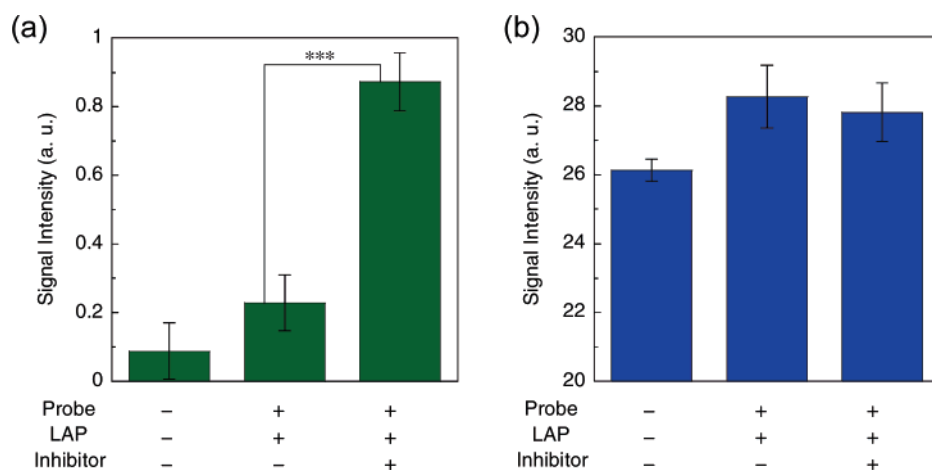 (a)
Signal Intensity (a. u.)
1
0.8
0.6
0.4
0.2
0
***
Probe – + +
LAP – + +
Inhibitor +
(b)
Signal Intensity (a. u.)
30
28
26
24
22
20
Probe – + +
LAP – + +
Inhibitor – – +